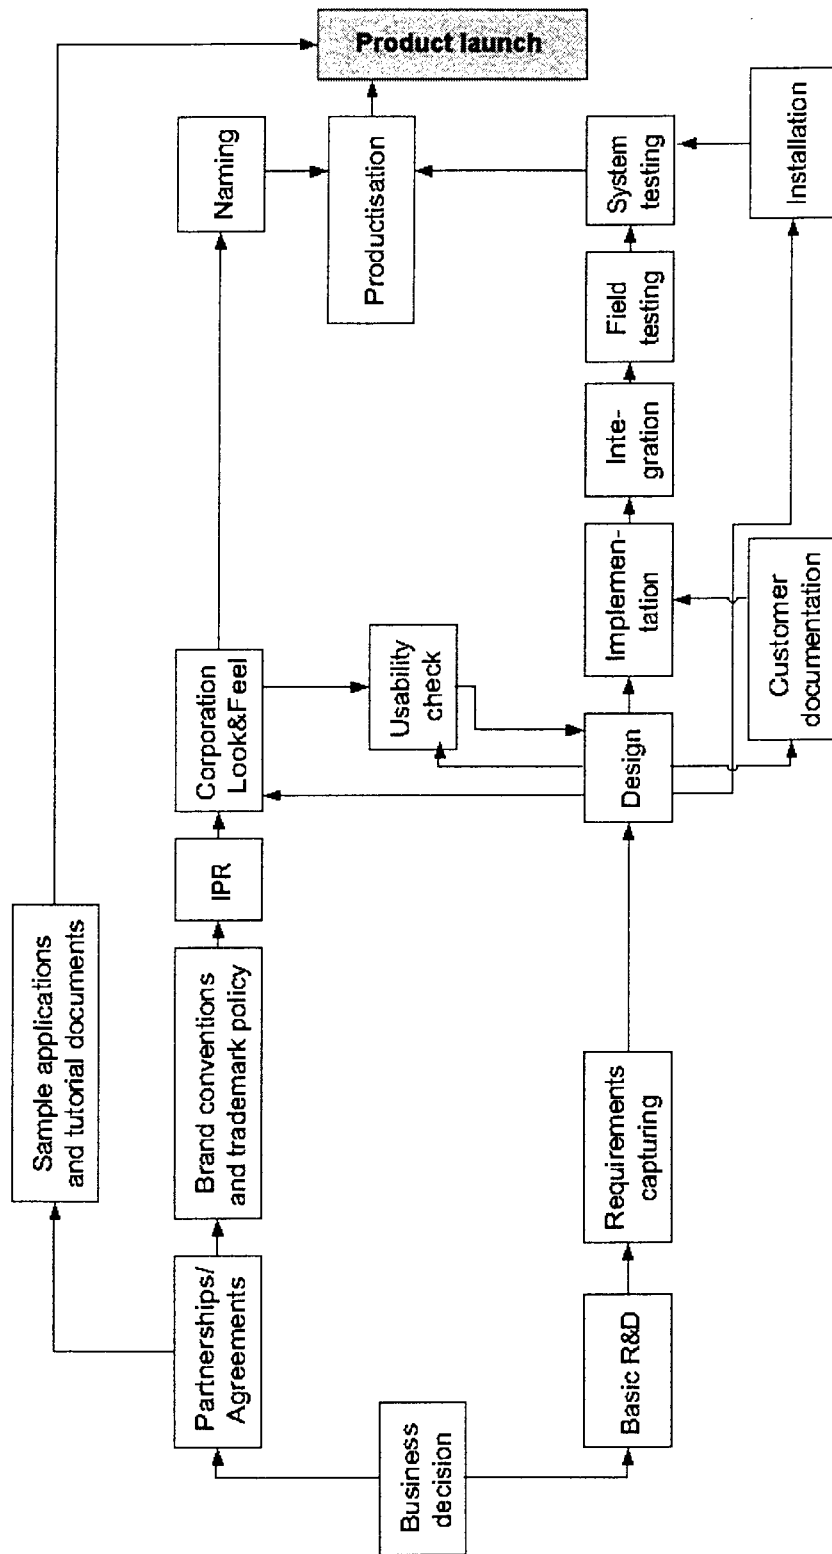 Sample applications
and tutorial documents
Product launch
Partnerships/
Agreements
Brand conventions
and trademark policy
IPR
Corporation
Look&Feel
Naming
Business
decision
Usability
check
Productisation
Basic R&D
Requirements
capturing
Design
Implemen-
tation
Inte-
gration
Field
testing
System
testing
Customer
documentation
Installation